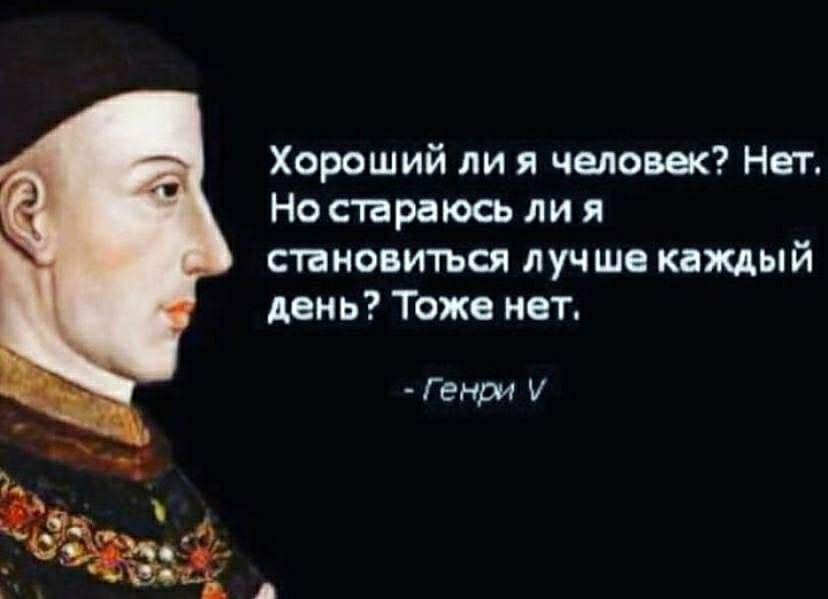 Хороший ли я человек? Нет.
Но стараюсь ли я
становиться лучше каждый
день? Тоже нет.
- Генри V